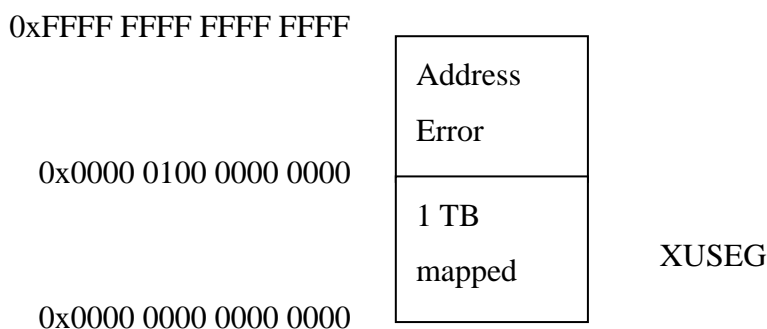 0xFFFF FFFF FFFF FFFF
Address
Error
0x0000 0100 0000 0000
1 TB
mapped
XUSEG
0x0000 0000 0000 0000